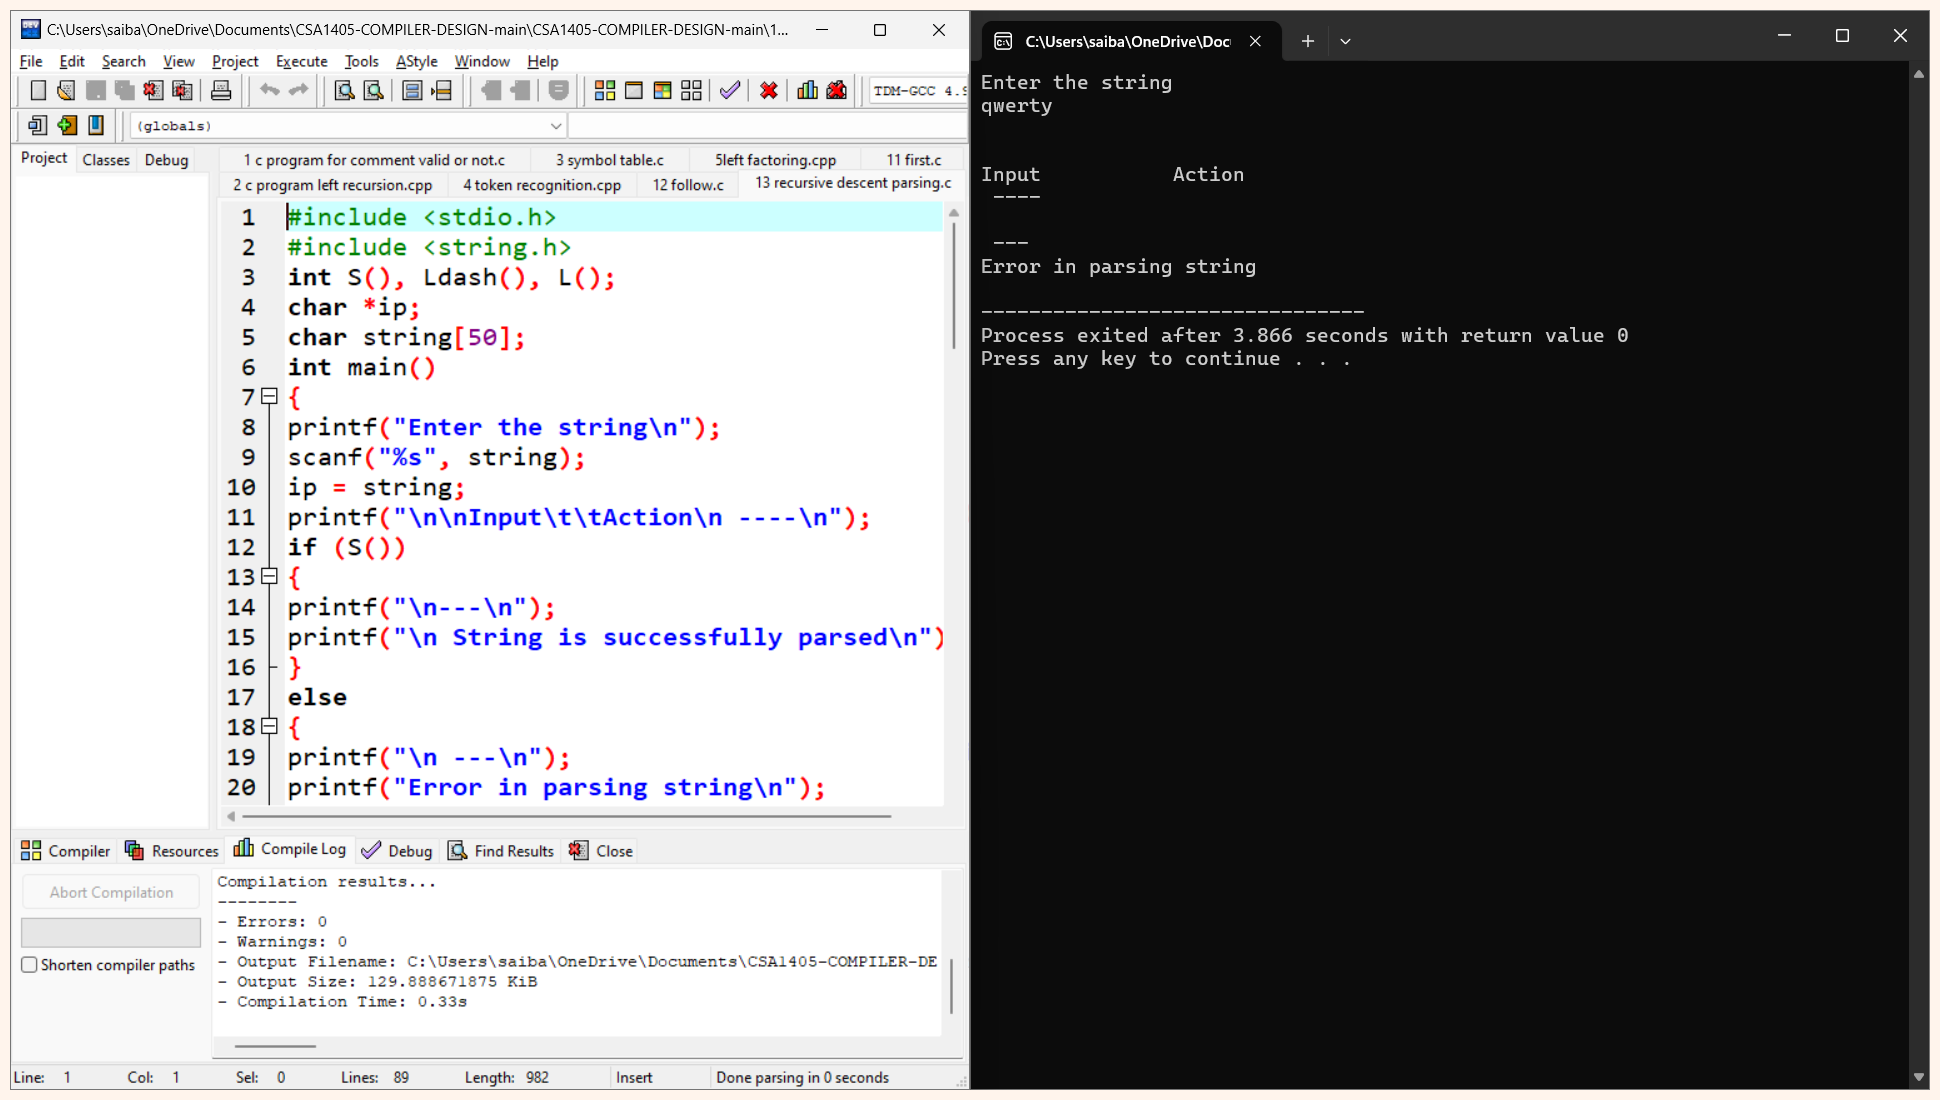 C:\Users\saiba\OneDrive\Documents\CSA1405-COMPILER-DESIGN-main\CSA1405-COMPILER-DESIGN-main\1...
File Edit Search View Project Execute Tools AStyle Window Help
TDM-GCC 4.9
(globals)
Project Classes Debug
1 c program for comment valid or not.c 3 symbol table.c 5left factoring.cpp 11 first.c
2 c program left recursion.cpp 4 token recognition.cpp 12 follow.c 13 recursive descent parsing.c
1 #include <stdio.h>
2 #include <string.h>
3 int S(), Ldash(), L();
4 char *ip;
5 char string[50];
6 int main()
7 {
8 printf("Enter the string\n");
9 scanf("%s", string);
10 ip = string;
11 printf("\n\nInput\t\tAction\n ----\n");
12 if (S())
13 {
14 printf("\n---\n");
15 printf("\n String is successfully parsed\n")
16 }
17 else
18 {
19 printf("\n ---\n");
20 printf("Error in parsing string\n");
Compiler Resources Compile Log Debug Find Results Close
Abort Compilation
Shorten compiler paths
Compilation results...
--------
- Errors: 0
- Warnings: 0
- Output Filename: C:\Users\saiba\OneDrive\Documents\CSA1405-COMPILER-DE
- Output Size: 129.888671875 KiB
- Compilation Time: 0.33s
Line: 1 Col: 1 Sel: 0 Lines: 89 Length: 982 Insert Done parsing in 0 seconds
C:\Users\saiba\OneDrive\Doc
Enter the string
qwerty
Input Action
----
---
Error in parsing string
--------------------------------
Process exited after 3.866 seconds with return value 0
Press any key to continue . . .